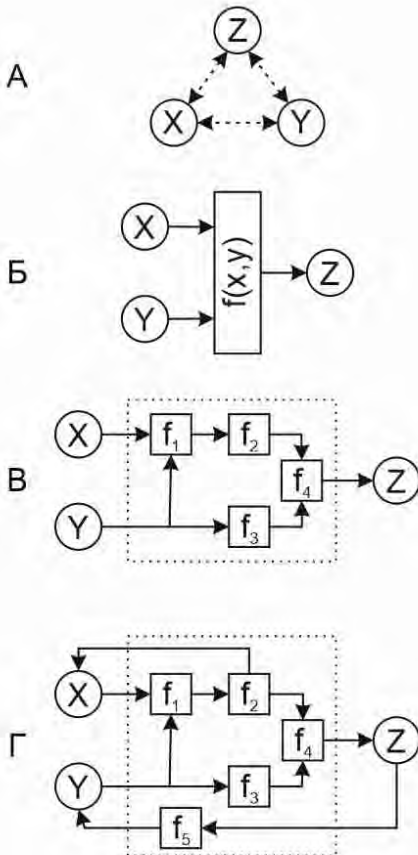 А
Z
X
Y
Б
X
Y
f(x,y)
Z
В
X
f₁
f₂
f₄
Z
Y
f₃
Г
X
f₁
f₂
f₄
Z
Y
f₃
f₅